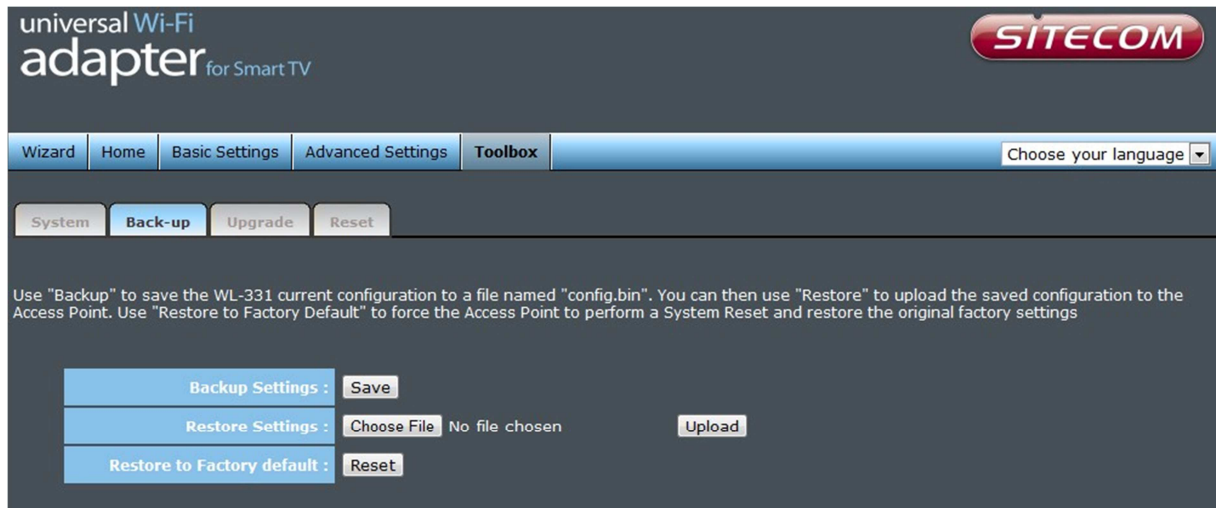 universal Wi-Fi
adapter for Smart TV
SITECOM
Wizard Home Basic Settings Advanced Settings Toolbox Choose your language
System Back-up Upgrade Reset
Use "Backup" to save the WL-331 current configuration to a file named "config.bin". You can then use "Restore" to upload the saved configuration to the
Access Point. Use "Restore to Factory Default" to force the Access Point to perform a System Reset and restore the original factory settings
Backup Settings : Save
Restore Settings : Choose File No file chosen Upload
Restore to Factory default : Reset